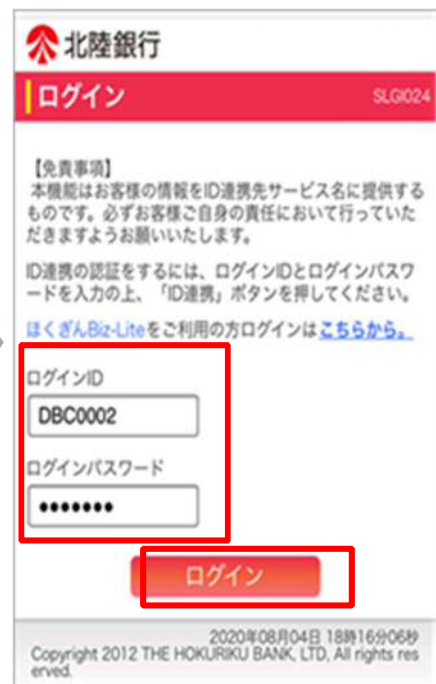 北陸銀行
ログイン
SLGI024
【免責事項】
本機能はお客様の情報をID連携先サービス名に提供する
ものです。必ずお客様ご自身の責任において行っていた
だきますようお願いいたします。
ID連携の認証をするには、ログインIDとログインパスワ
ードを入力の上、「ID連携」ボタンを押してください。
ほくぎんBiz-Liteをご利用の方ログインはこちらから。
ログインID
DBC0002
ログインパスワード
●●●●●●●
ログイン
2020年08月04日 18時16分06秒
Copyright 2012 THE HOKURIKU BANK, LTD, All rights res
erved.